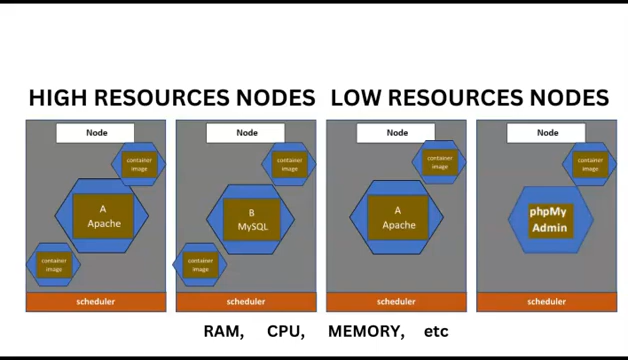 HIGH RESOURCES NODES
LOW RESOURCES NODES
Node
container
image
A
Apache
container
image
scheduler
Node
container
image
B
MySQL
container
image
scheduler
Node
container
image
A
Apache
scheduler
Node
container
image
phpMy
Admin
scheduler
RAM, CPU, MEMORY, etc